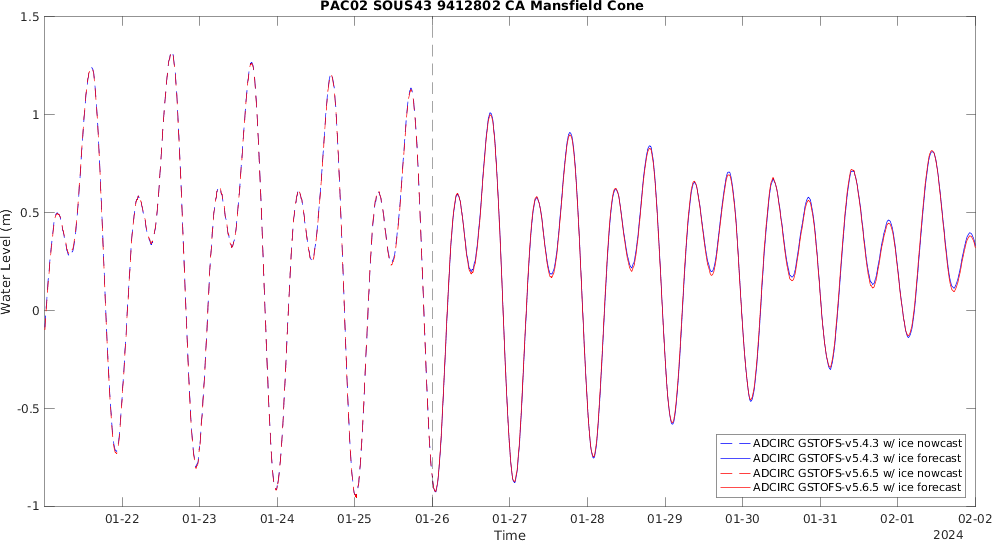 PAC02 SOUS43 9412802 CA Mansfield Cone
1.5
1
0.5
0
-0.5
-1
Water Level (m)
ADCIRC GSTOFS-v5.4.3 w/ ice nowcast
ADCIRC GSTOFS-v5.4.3 w/ ice forecast
ADCIRC GSTOFS-v5.6.5 w/ ice nowcast
ADCIRC GSTOFS-v5.6.5 w/ ice forecast
01-22 01-23 01-24 01-25 01-26 01-27 01-28 01-29 01-30 01-31 02-01 02-02
Time
2024